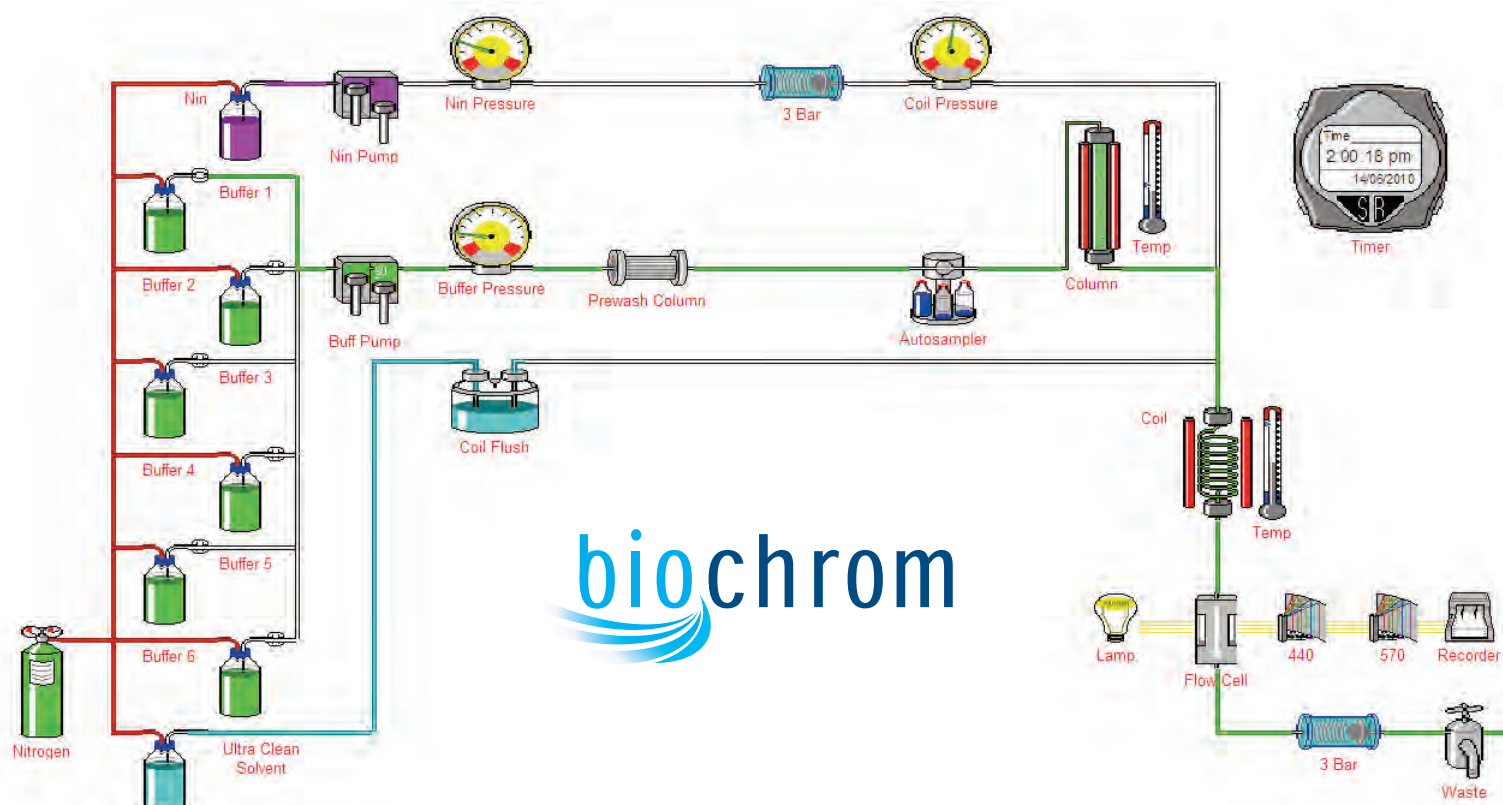 Nin
Nin Pump
Nin Pressure
3 Bar
Coil Pressure
Time
2:00:18 pm
14/06/2010
S R
Timer
Buffer 1
Buffer 2
Buff Pump
Buffer Pressure
Prewash Column
Autosampler
Column
Temp
Buffer 3
Coil Flush
Coil
Temp
Buffer 4
Buffer 5
biochrom
Buffer 6
Nitrogen
Ultra Clean
Solvent
Lamp
Flow Cell
440
570
Recorder
3 Bar
Waste